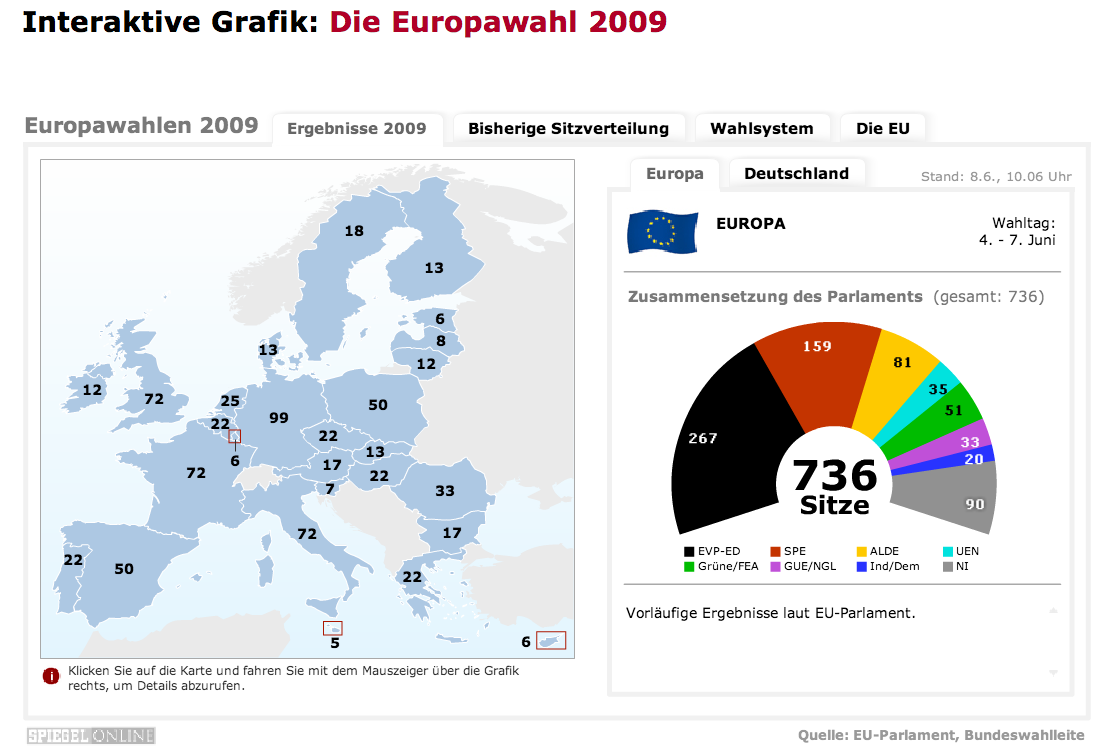 Interaktive Grafik: Die Europawahl 2009
Europawahlen 2009
Ergebnisse 2009
Bisherige Sitzverteilung
Wahlsystem
Die EU
18
13
6
8
12
13
12
72
25
22
6
99
50
22
13
17
22
7
72
33
17
72
22
50
22
5
6
i Klicken Sie auf die Karte und fahren Sie mit dem Mauszeiger über die Grafik
rechts, um Details abzurufen.
Europa
Deutschland
Stand: 8.6., 10.06 Uhr
EUROPA
Wahltag:
4. - 7. Juni
Zusammensetzung des Parlaments (gesamt: 736)
267
159
81
35
51
33
20
90
736
Sitze
EVP-ED SPE ALDE UEN
Grüne/FEA GUE/NGL Ind/Dem NI
Vorläufige Ergebnisse laut EU-Parlament.
SPIEGEL ONLINE
Quelle: EU-Parlament, Bundeswahlleite